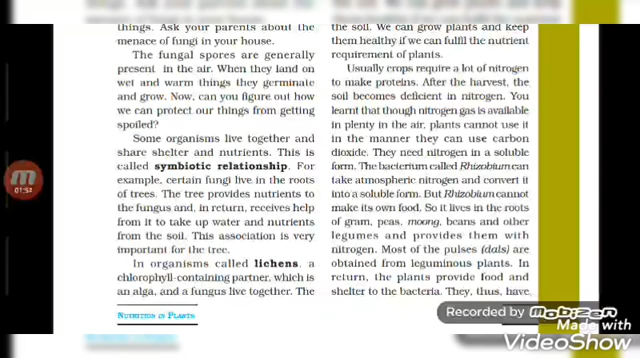 things. Ask your parents about the
menace of fungi in your house.
The fungal spores are generally
present in the air. When they land on
wet and warm things they germinate
and grow. Now, can you figure out how
we can protect our things from getting
spoiled?
Some organisms live together and
share shelter and nutrients. This is
called symbiotic relationship. For
example, certain fungi live in the roots
of trees. The tree provides nutrients to
the fungus and, in return, receives help
from it to take up water and nutrients
from the soil. This association is very
important for the tree.
In organisms called lichens, a
chlorophyll-containing partner, which is
an alga, and a fungus live together. The
NUTRITION IN PLANTS
the soil. We can grow plants and keep
them healthy if we can fulfil the nutrient
requirement of plants.
Usually crops require a lot of nitrogen
to make proteins. After the harvest, the
soil becomes deficient in nitrogen. You
learnt that though nitrogen gas is available
in plenty in the air, plants cannot use it
in the manner they can use carbon
dioxide. They need nitrogen in a soluble
form. The bacterium called Rhizobium can
take atmospheric nitrogen and convert it
into a soluble form. But Rhizobium cannot
make its own food. So it lives in the roots
of gram, peas, moong, beans and other
legumes and provides them with
nitrogen. Most of the pulses (dals) are
obtained from leguminous plants. In
return, the plants provide food and
shelter to the bacteria. They, thus, have
m
01:52
Recorded by Mobizen
Made with
VideoShow